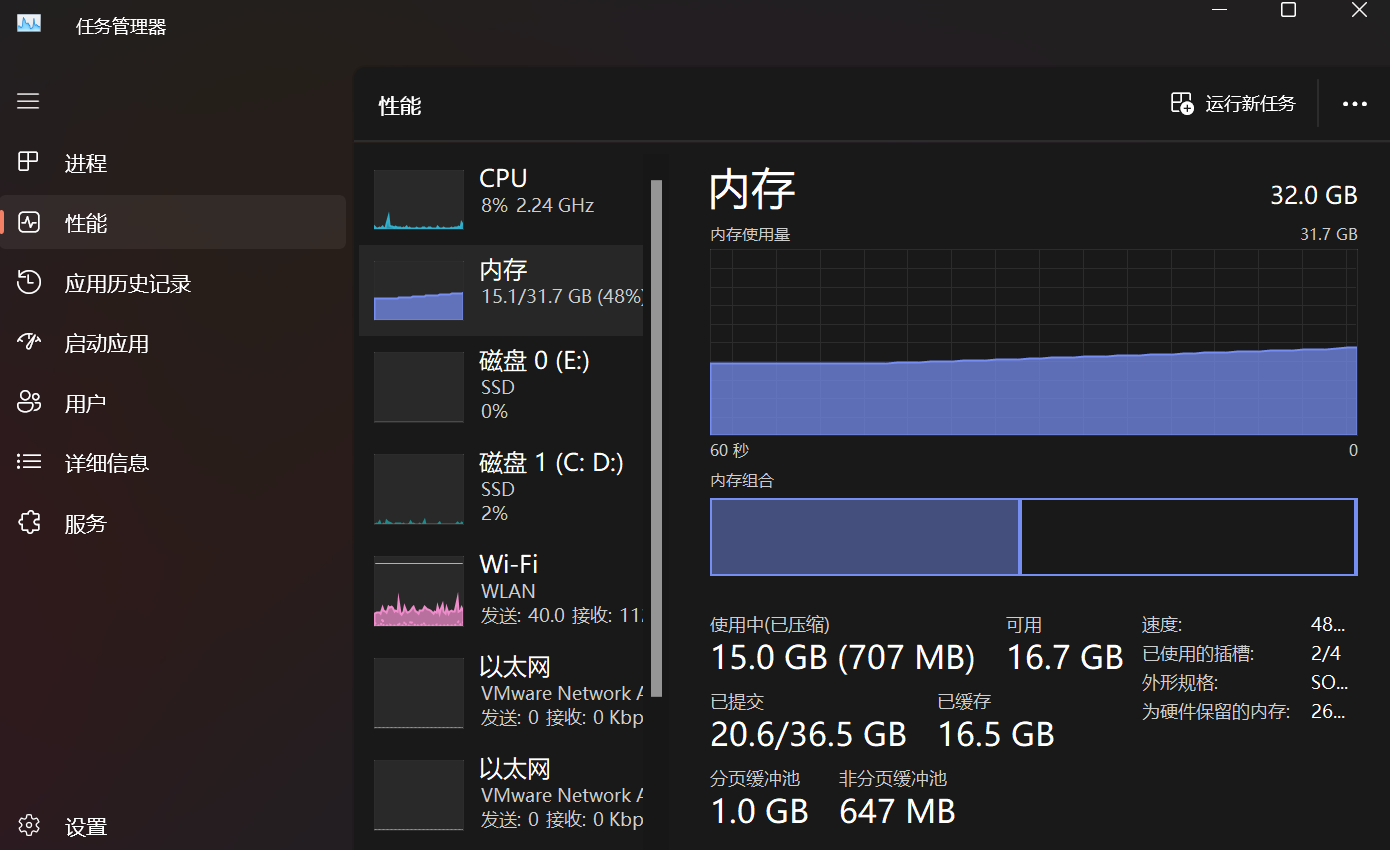 任务管理器
进程
性能
应用历史记录
启动应用
用户
详细信息
服务
设置
性能
运行新任务
CPU
8% 2.24 GHz
内存
15.1/31.7 GB (48%)
磁盘 0 (E:)
SSD
0%
磁盘 1 (C: D:)
SSD
2%
Wi-Fi
WLAN
发送: 40.0 接收: 11
以太网
VMware Network A
发送: 0 接收: 0 Kbp
以太网
VMware Network A
发送: 0 接收: 0 Kbp
内存
32.0 GB
内存使用量
31.7 GB
60 秒
0
内存组合
使用中(已压缩)
15.0 GB (707 MB)
可用
16.7 GB
已提交
20.6/36.5 GB
已缓存
16.5 GB
分页缓冲池
1.0 GB
非分页缓冲池
647 MB
速度: 48...
已使用的插槽: 2/4
外形规格: SO...
为硬件保留的内存: 26...